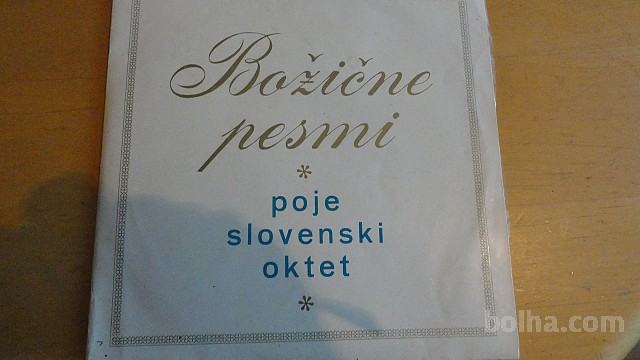 Božične
pesmi
*
poje
slovenski
oktet
*
bolha.com